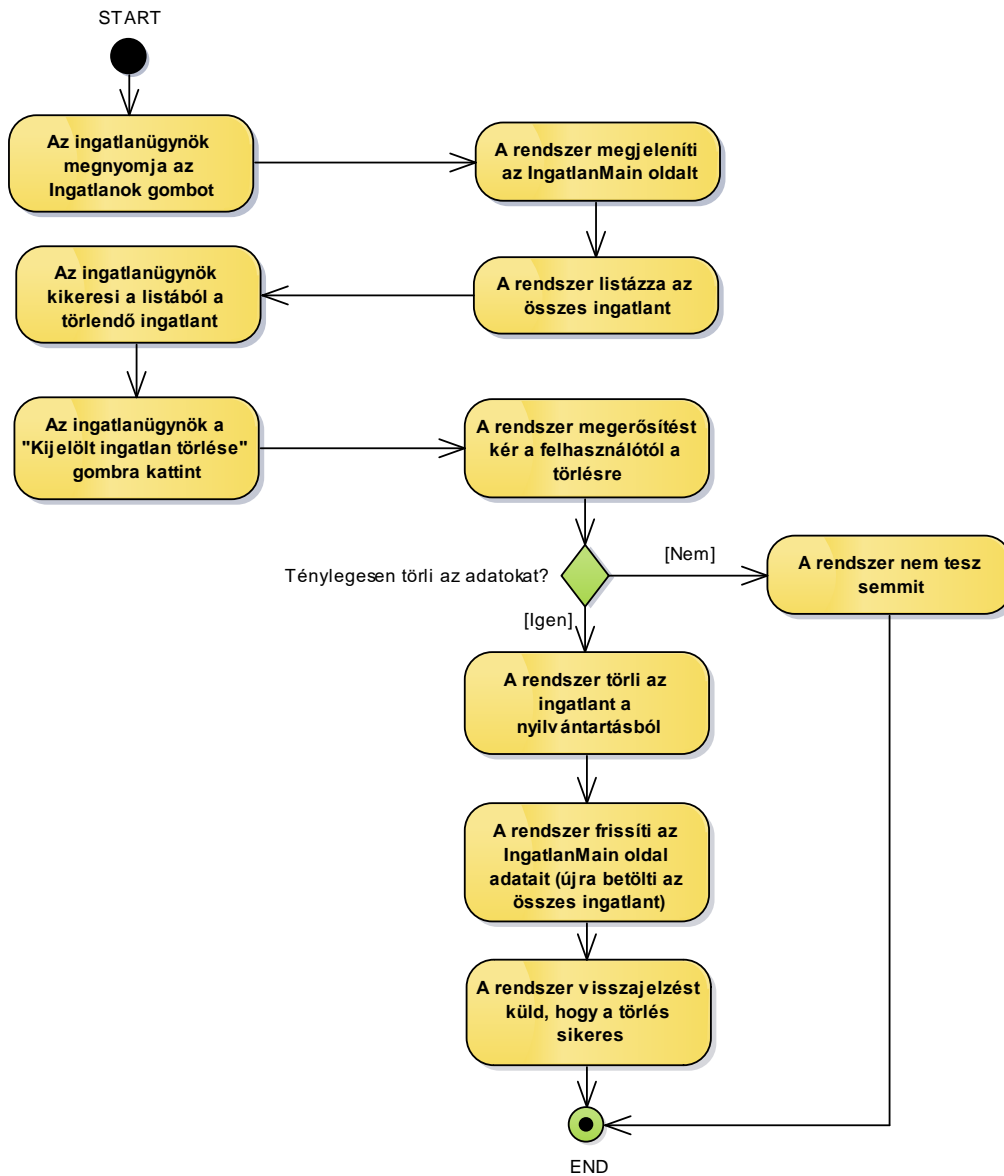 START
Az ingatlanügynök
megnyomja az
Ingatlanok gombot
A rendszer megjeleníti
az IngatlanMain oldalt
A rendszer listázza az
összes ingatlant
Az ingatlanügynök
kikeresi a listából a
törlendő ingatlant
Az ingatlanügynök a
"Kijelölt ingatlan törlése"
gombra kattint
A rendszer megerősítést
kér a felhasználótól a
törlésre
Ténylegesen törli az adatokat?
[Nem]
A rendszer nem tesz
semmit
[Igen]
A rendszer törli az
ingatlant a
nyilvántartásból
A rendszer frissíti az
IngatlanMain oldal
adatait (újra betölti az
összes ingatlant)
A rendszer visszajelzést
küld, hogy a törlés
sikeres
END